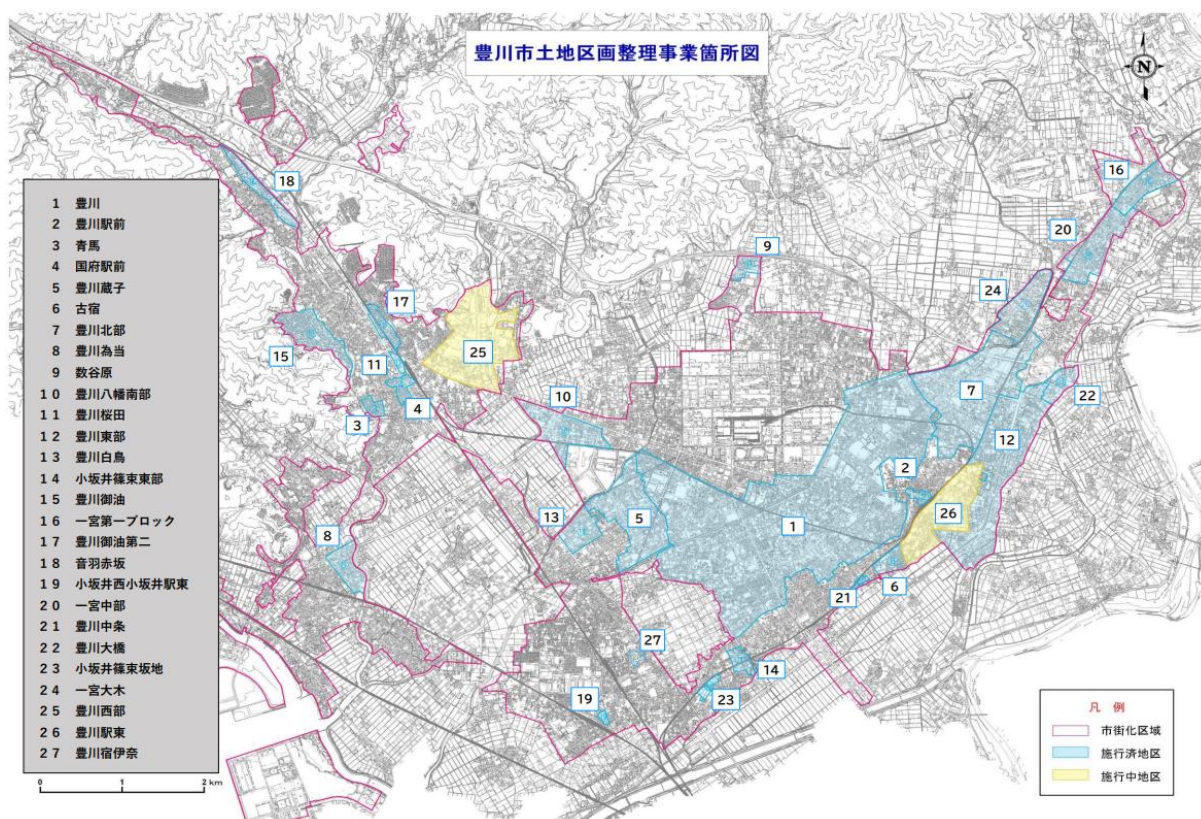 豊川市土地区画整理事業箇所図
N
1 豊川
2 豊川駅前
3 青馬
4 国府駅前
5 豊川蔵子
6 古宿
7 豊川北部
8 豊川為当
9 数谷原
10 豊川八幡南部
11 豊川桜田
12 豊川東部
13 豊川白鳥
14 小坂井篠束東部
15 豊川御油
16 一宮第一ブロック
17 豊川御油第二
18 音羽赤坂
19 小坂井西小坂井駅東
20 一宮中部
21 豊川中条
22 豊川大橋
23 小坂井篠束坂地
24 一宮大木
25 豊川西部
26 豊川駅東
27 豊川宿伊奈
0 1 2 km
18
16
20
9
24
17
15
25
11
10
7
22
4
3
12
2
13
5
1
26
8
6
21
27
14
19
23
凡例
市街化区域
施行済地区
施行中地区